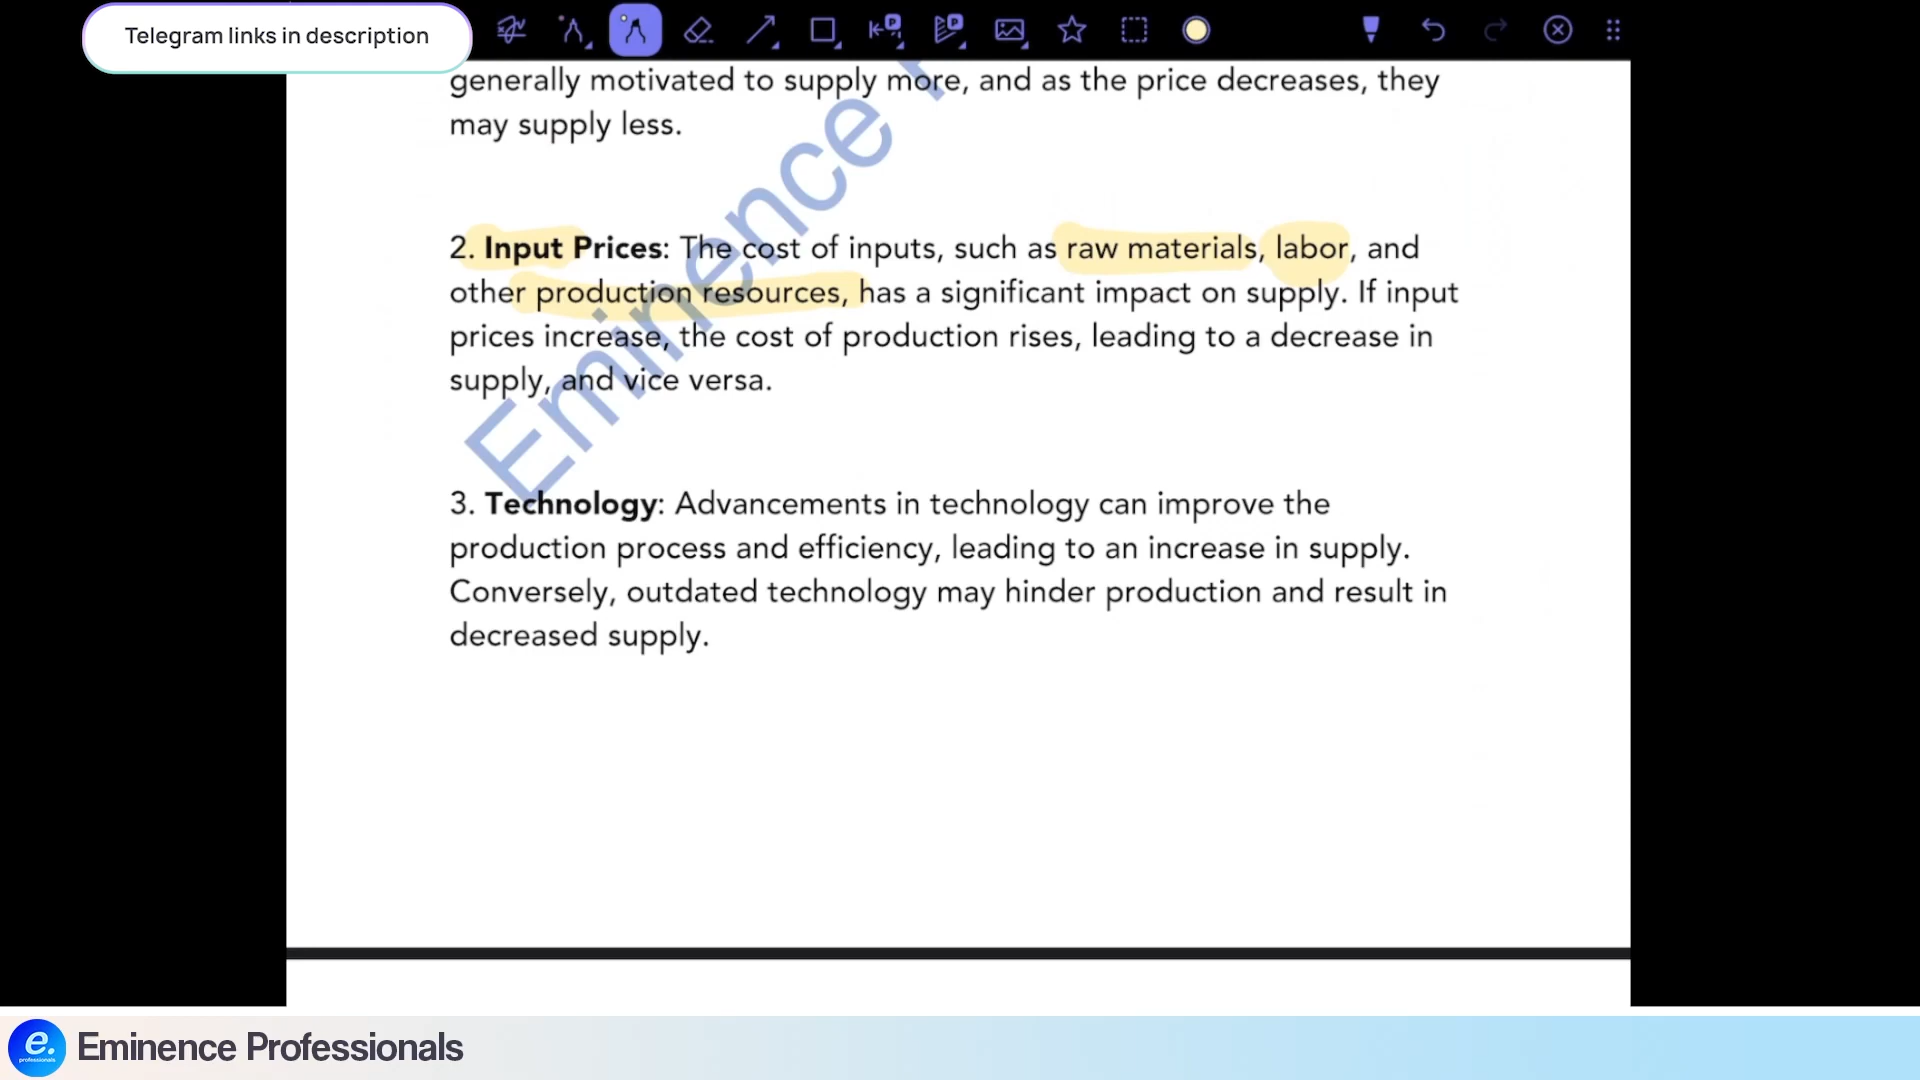 Telegram links in description
generally motivated to supply more, and as the price decreases, they
may supply less.
2. Input Prices: The cost of inputs, such as raw materials, labor, and
other production resources, has a significant impact on supply. If input
prices increase, the cost of production rises, leading to a decrease in
supply, and vice versa.
Eminence
3. Technology: Advancements in technology can improve the
production process and efficiency, leading to an increase in supply.
Conversely, outdated technology may hinder production and result in
decreased supply.
e.
professionals
Eminence Professionals